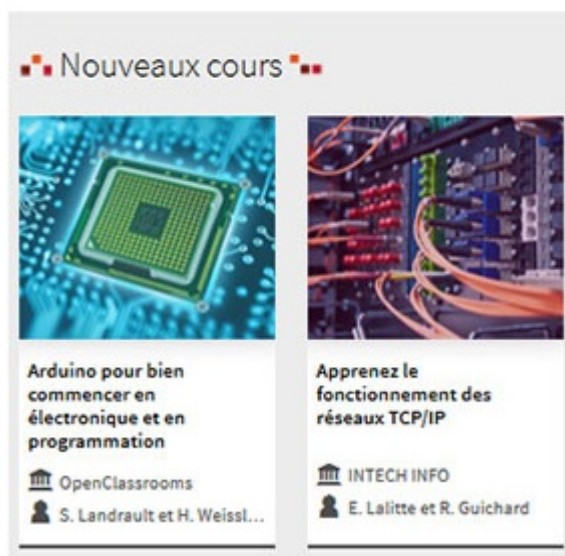 Nouveaux cours
Arduino pour bien
commencer en
électronique et en
programmation
OpenClassrooms
S. Landrault et H. Weissl...
Apprenez le
fonctionnement des
réseaux TCP/IP
INTECH INFO
E. Lalitte et R. Guichard